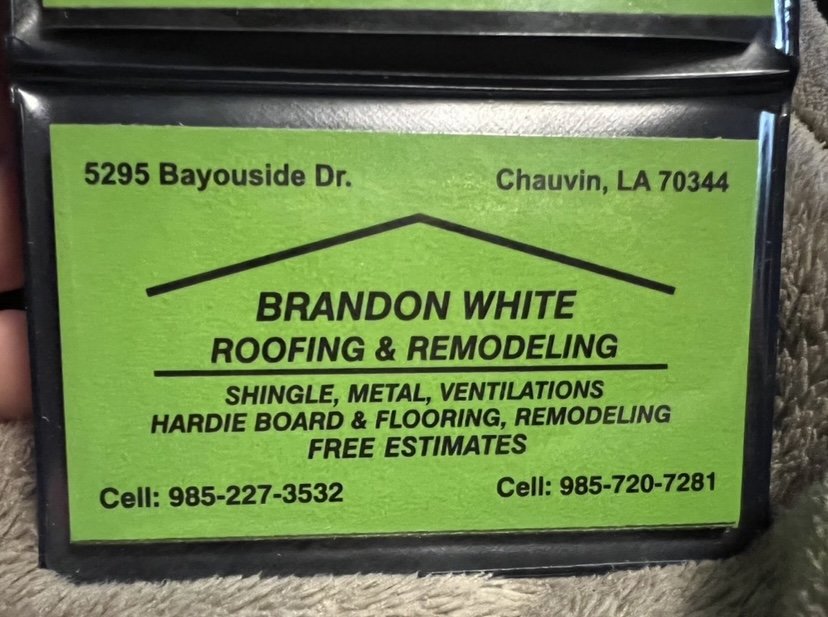 5295 Bayouside Dr.
Chauvin, LA 70344
BRANDON WHITE
ROOFING & REMODELING
SHINGLE, METAL, VENTILATIONS
HARDIE BOARD & FLOORING, REMODELING
FREE ESTIMATES
Cell: 985-227-3532
Cell: 985-720-7281